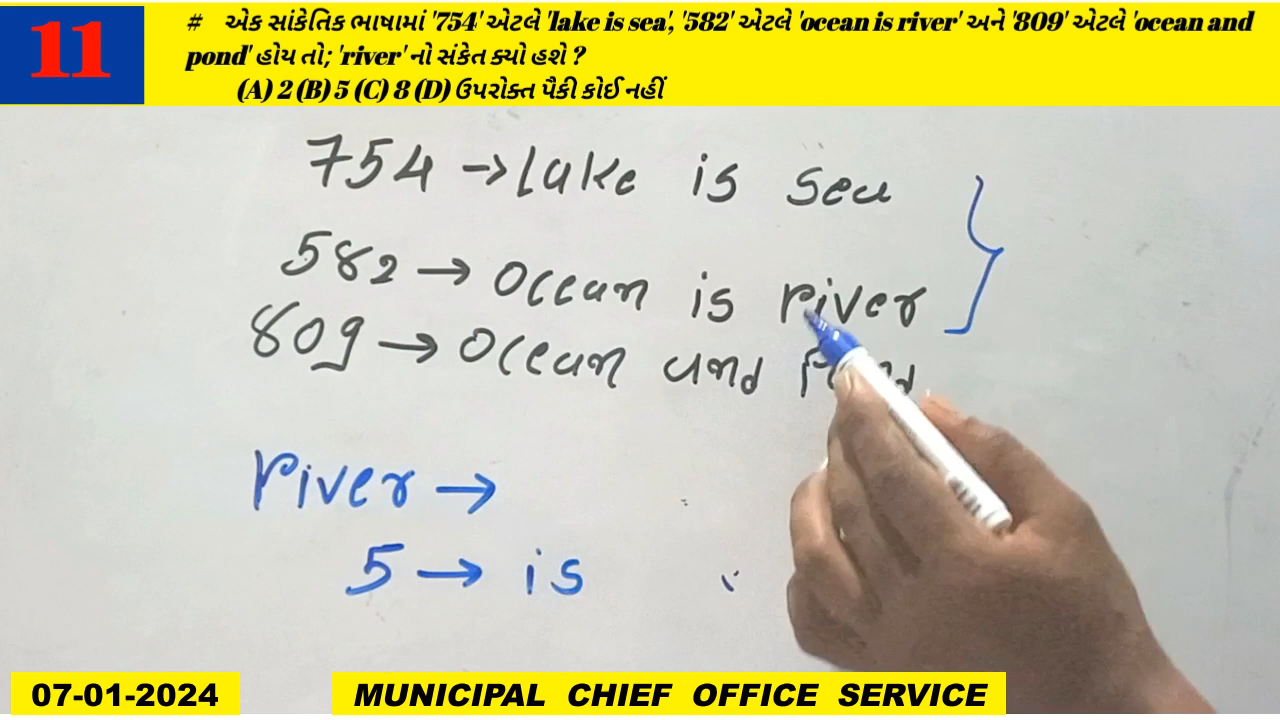 11
# એક સાંકેતિક ભાષામાં '754' એટલે 'lake is sea', '582' એટલે 'ocean is river' અને '809' એટલે 'ocean and
pond' હોય તો; 'river' નો સંકેત ક્યો હશે ?
(A) 2 (B) 5 (C) 8 (D) ઉપરોક્ત પૈકી કોઈ નહીં
754 → Lake is sea
582 → Ocean is river
809 → Ocean and
river →
5 → is
07-01-2024
MUNICIPAL CHIEF OFFICE SERVICE